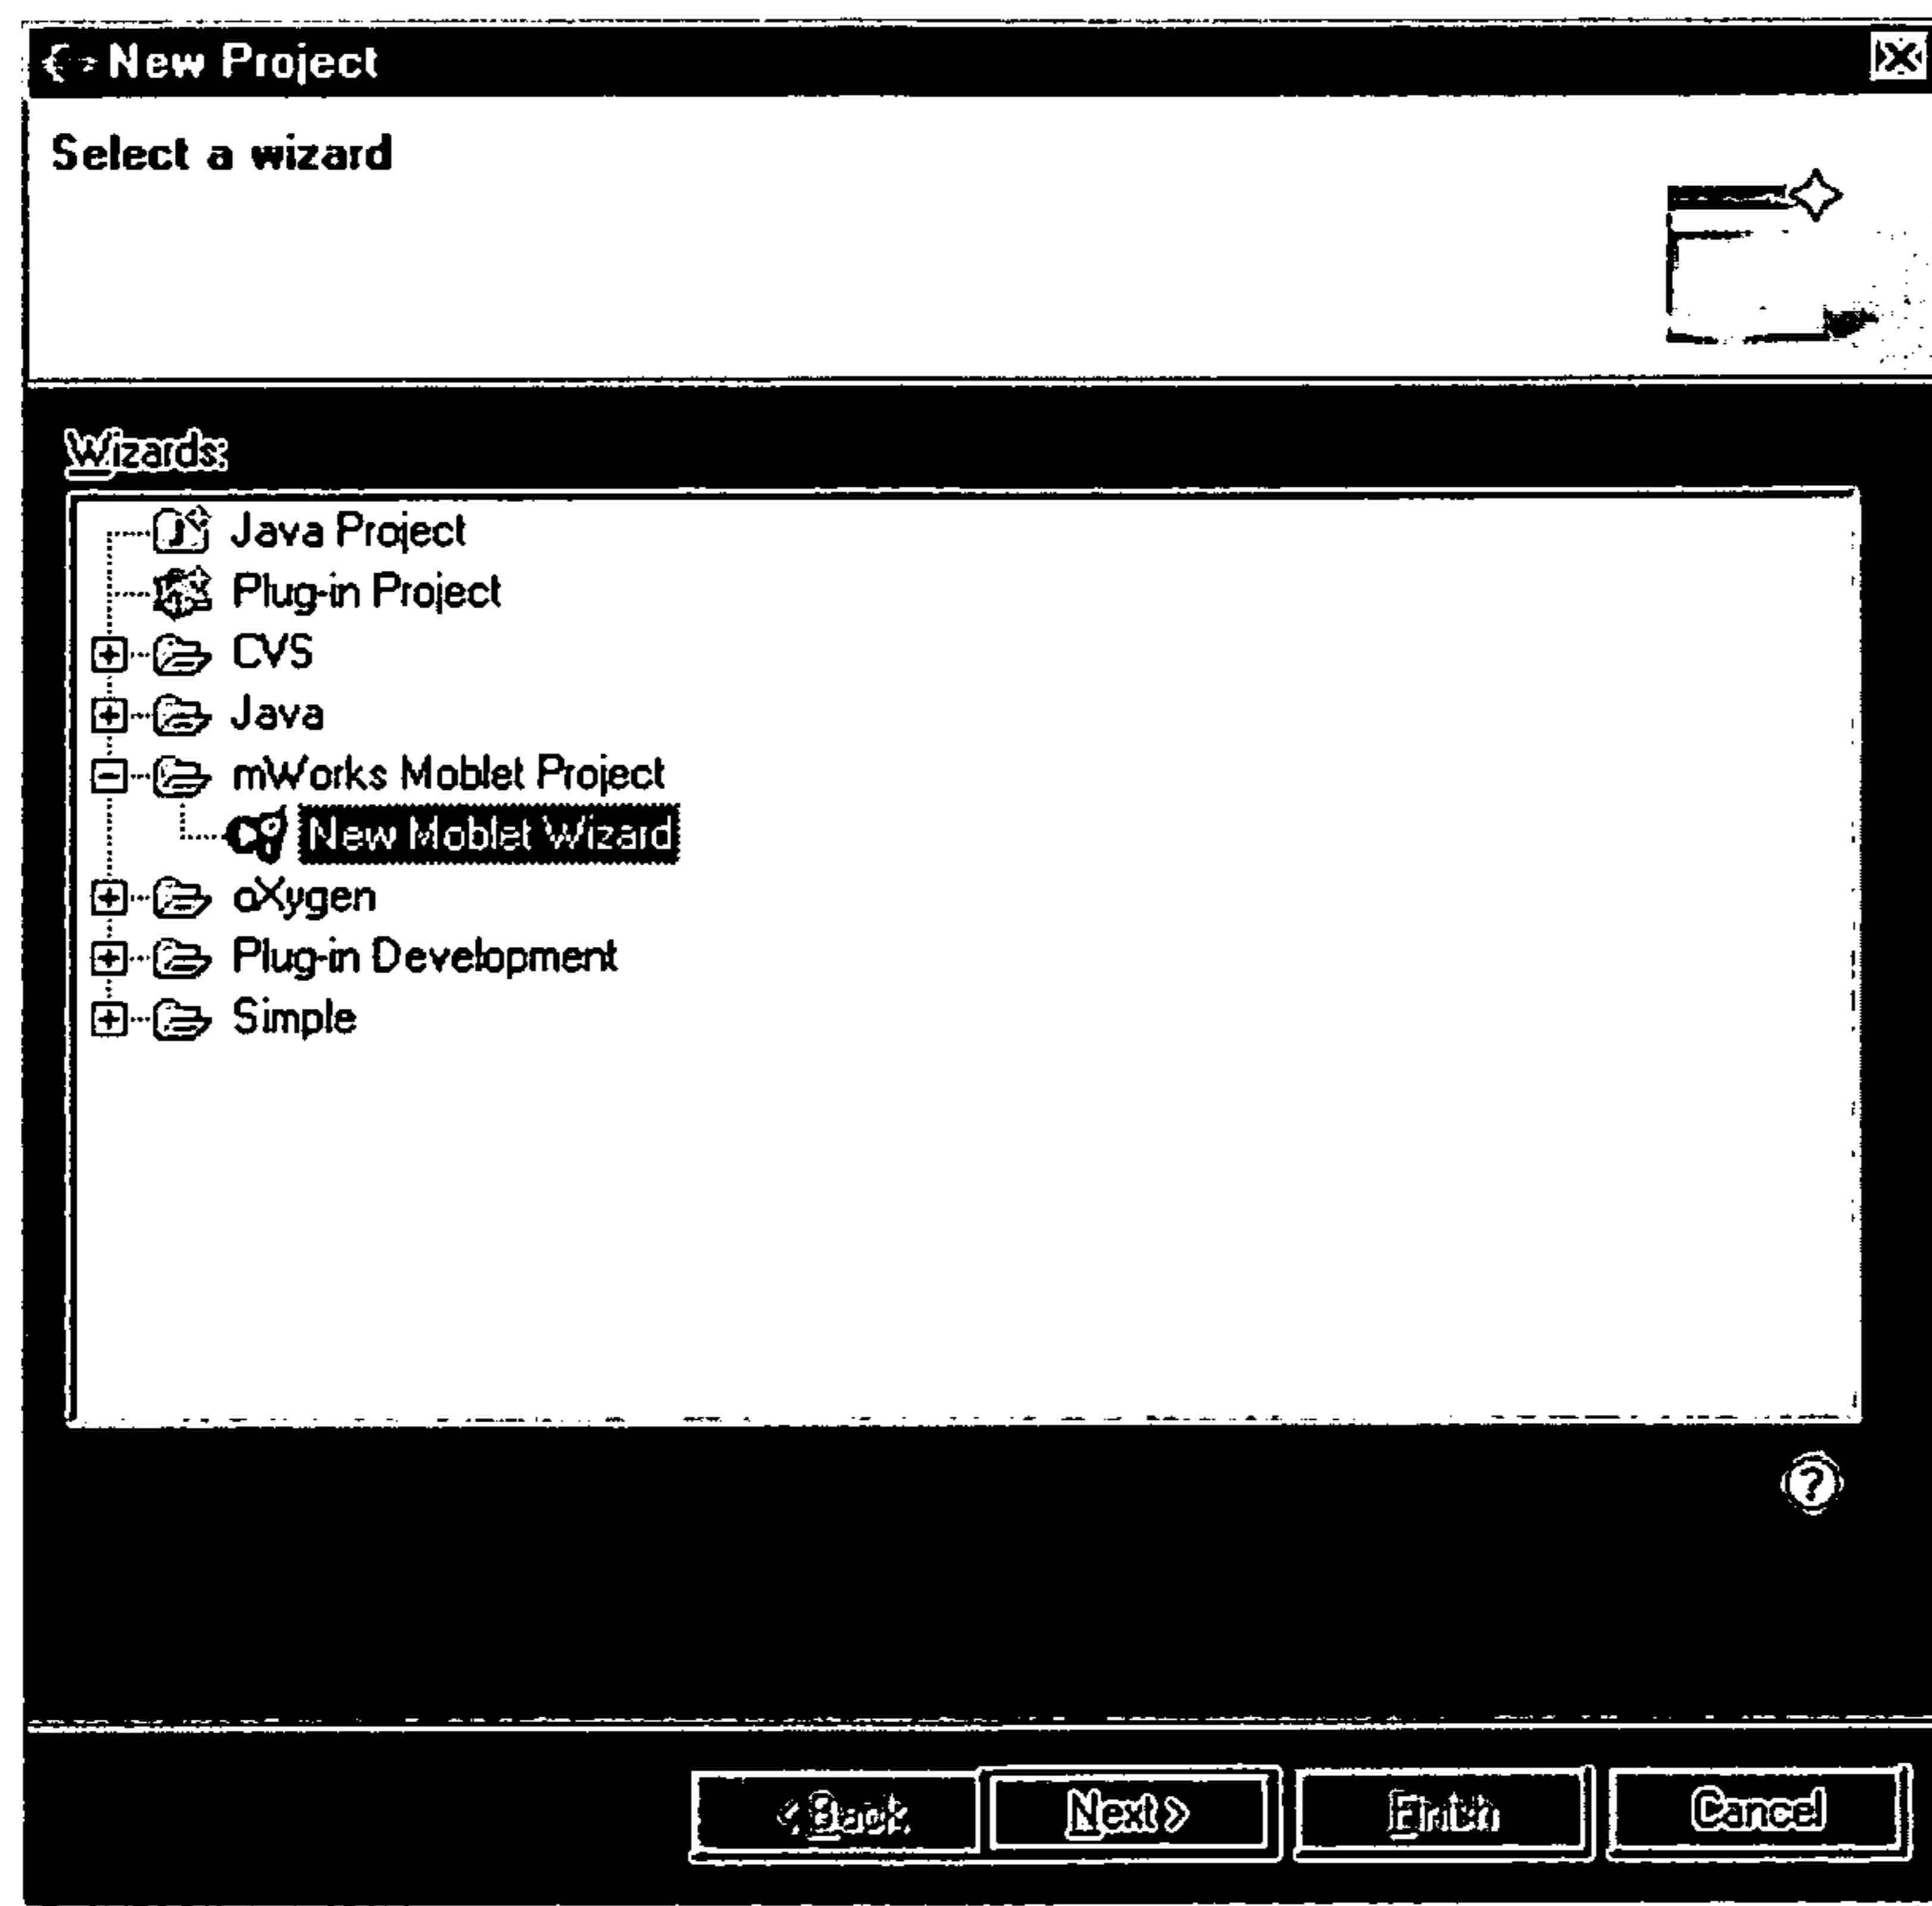 New Project
Select a wizard
Wizards:
Java Project
Plug-in Project
CVS
Java
mWorks Moblet Project
New Moblet Wizard
oXygen
Plug-in Development
Simple
?
< Back Next > Finish Cancel